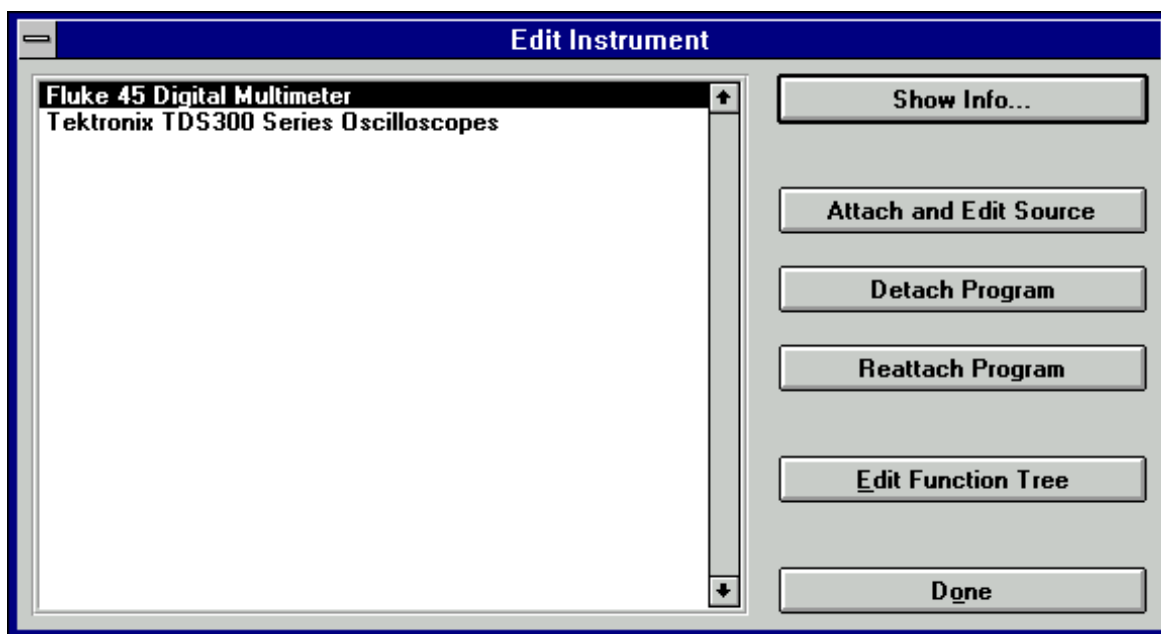 Edit Instrument
Fluke 45 Digital Multimeter
Tektronix TDS300 Series Oscilloscopes
Show Info...
Attach and Edit Source
Detach Program
Reattach Program
Edit Function Tree
Done